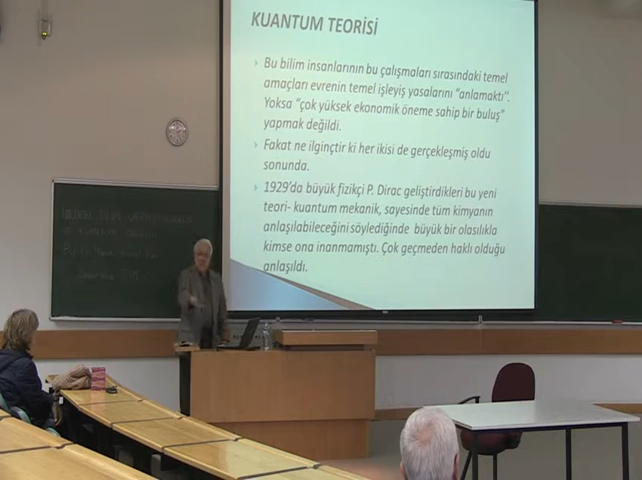 KUANTUM TEORİSİ
Bu bilim insanlarının bu çalışmaları sırasındaki temel
amaçları evrenin temel işleyiş yasalarını "anlamaktı".
Yoksa "çok yüksek ekonomik öneme sahip bir buluş"
yapmak değildi.
Fakat ne ilginçtir ki her ikisi de gerçekleşmiş oldu
sonunda.
1929'da büyük fizikçi P. Dirac geliştirdikleri bu yeni
teori- kuantum mekanik, sayesinde tüm kimyanın
anlaşılabileceğini söylediğinde büyük bir olasılıkla
kimse ona inanmamıştı. Çok geçmeden haklı olduğu
anlaşıldı.